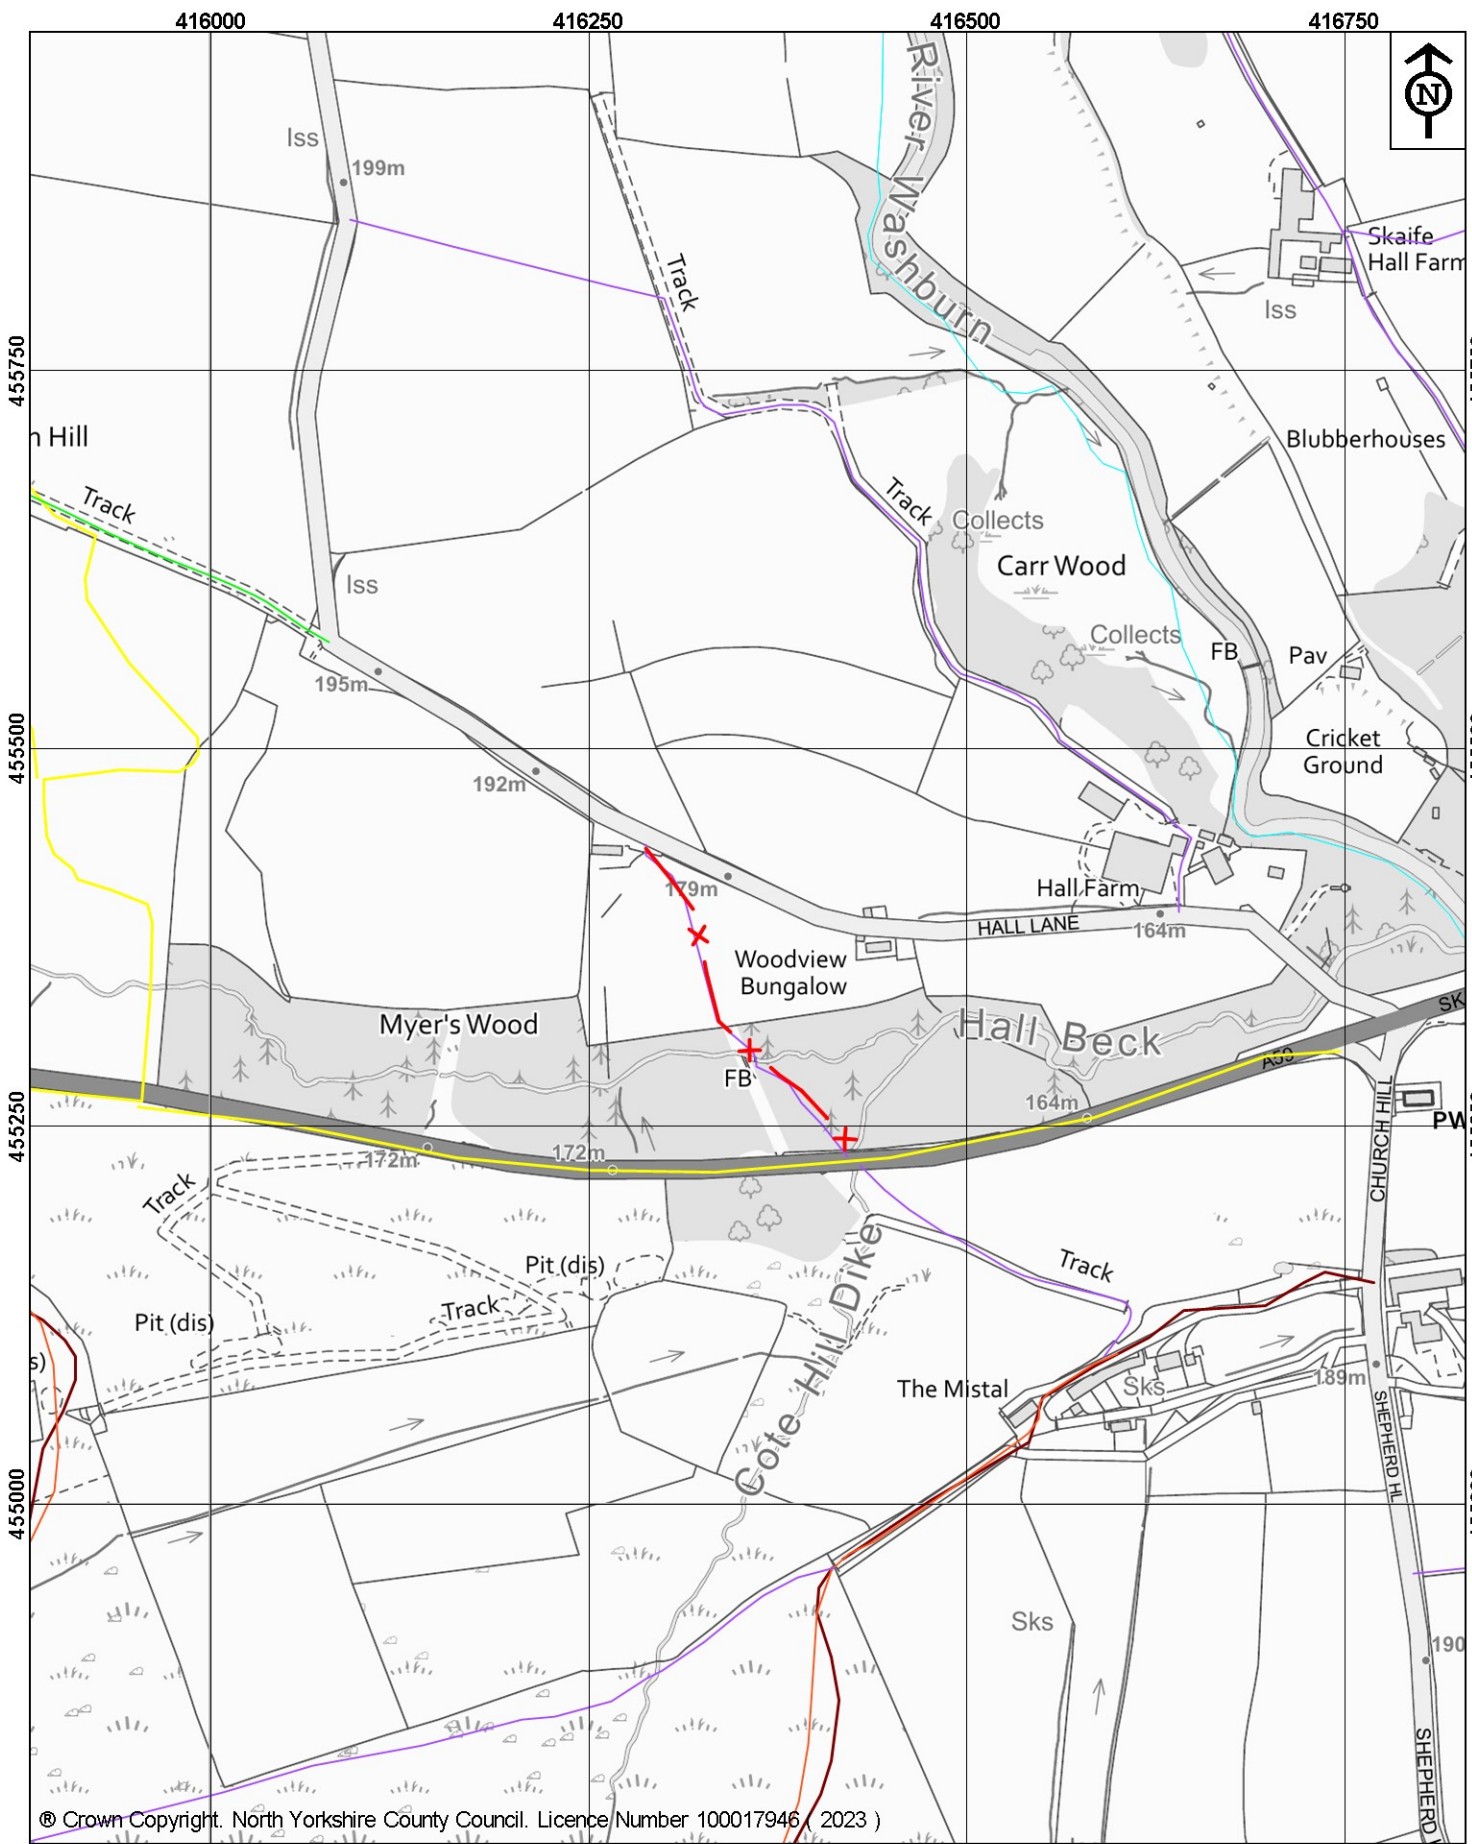 416000
416250
416500
416750
N
River Washburn
Iss
199m
Track
Skaife
Hall Farm
Iss
455750
n Hill
Blubberhouses
Track
Track
Collects
Carr Wood
Iss
Collects
FB
Pav
195m
455500
Cricket
Ground
192m
179m
Hall Farm
HALL LANE
164m
Woodview
Bungalow
SK
Myer's Wood
Hall Beck
A59
FB
164m
455250
PW
172m
172m
CHURCH HILL
Track
Pit (dis)
Track
Track
Pit (dis)
s)
Cote Hill Dike
The Mistal
Sks
189m
SHEPHERD HL
455000
Sks
190
SHEPHERD
® Crown Copyright. North Yorkshire County Council. Licence Number 100017946 ( 2023 )